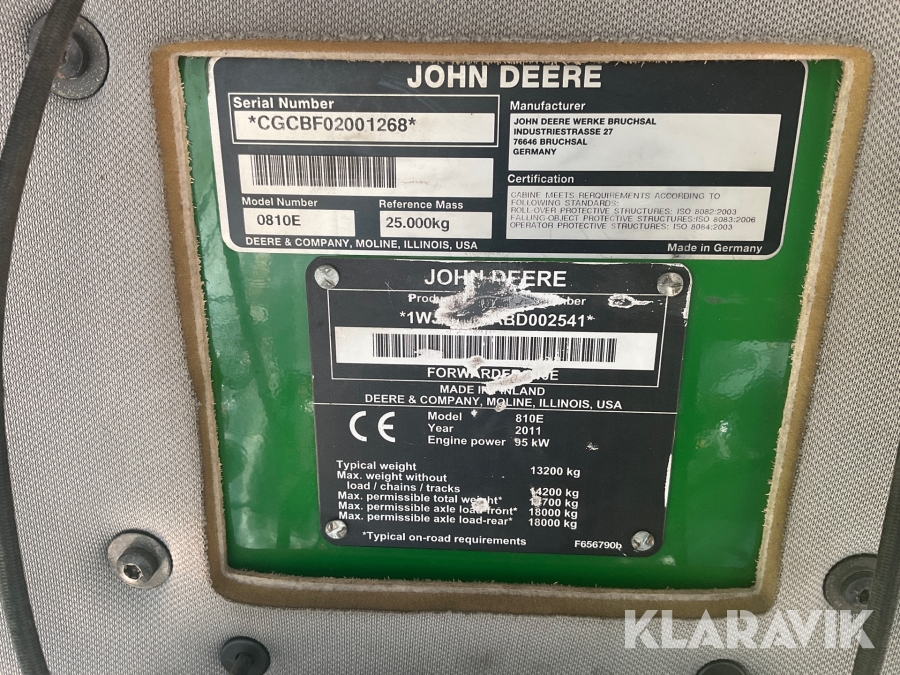 JOHN DEERE
Serial Number
*CGCBF02001268*
Model Number
0810E
Reference Mass
25.000kg
DEERE & COMPANY, MOLINE, ILLINOIS, USA
Manufacturer
JOHN DEERE WERKE BRUCHSAL
INDUSTRIESTRASSE 27
76646 BRUCHSAL
GERMANY
Certification
CABINE MEETS RERQUIREMENTS ACCORDING TO
FOLLOWING STANDARDS:
ROLL-OVER PROTECTIVE STRUCTURES: ISO 8082:2003
FALLING-OBJECT PROTECTIVE STRUCTURES:ISO 8083:2006
OPERATOR PROTECTIVE STRUCTURES: ISO 8084:2003
Made in Germany
JOHN DEERE
FORWARDER
MADE IN FINLAND
DEERE & COMPANY, MOLINE, ILLINOIS, USA
CE
Model 810E
Year 2011
Engine power 95 kW
Typical weight 13200 kg
Max. weight without
load / chains / tracks 14200 kg
Max. permissible total weight* kg
Max. permissible axle load-front* 18000 kg
Max. permissible axle load-rear* 18000 kg
*Typical on-road requirements
F656790b
KLARAVIK